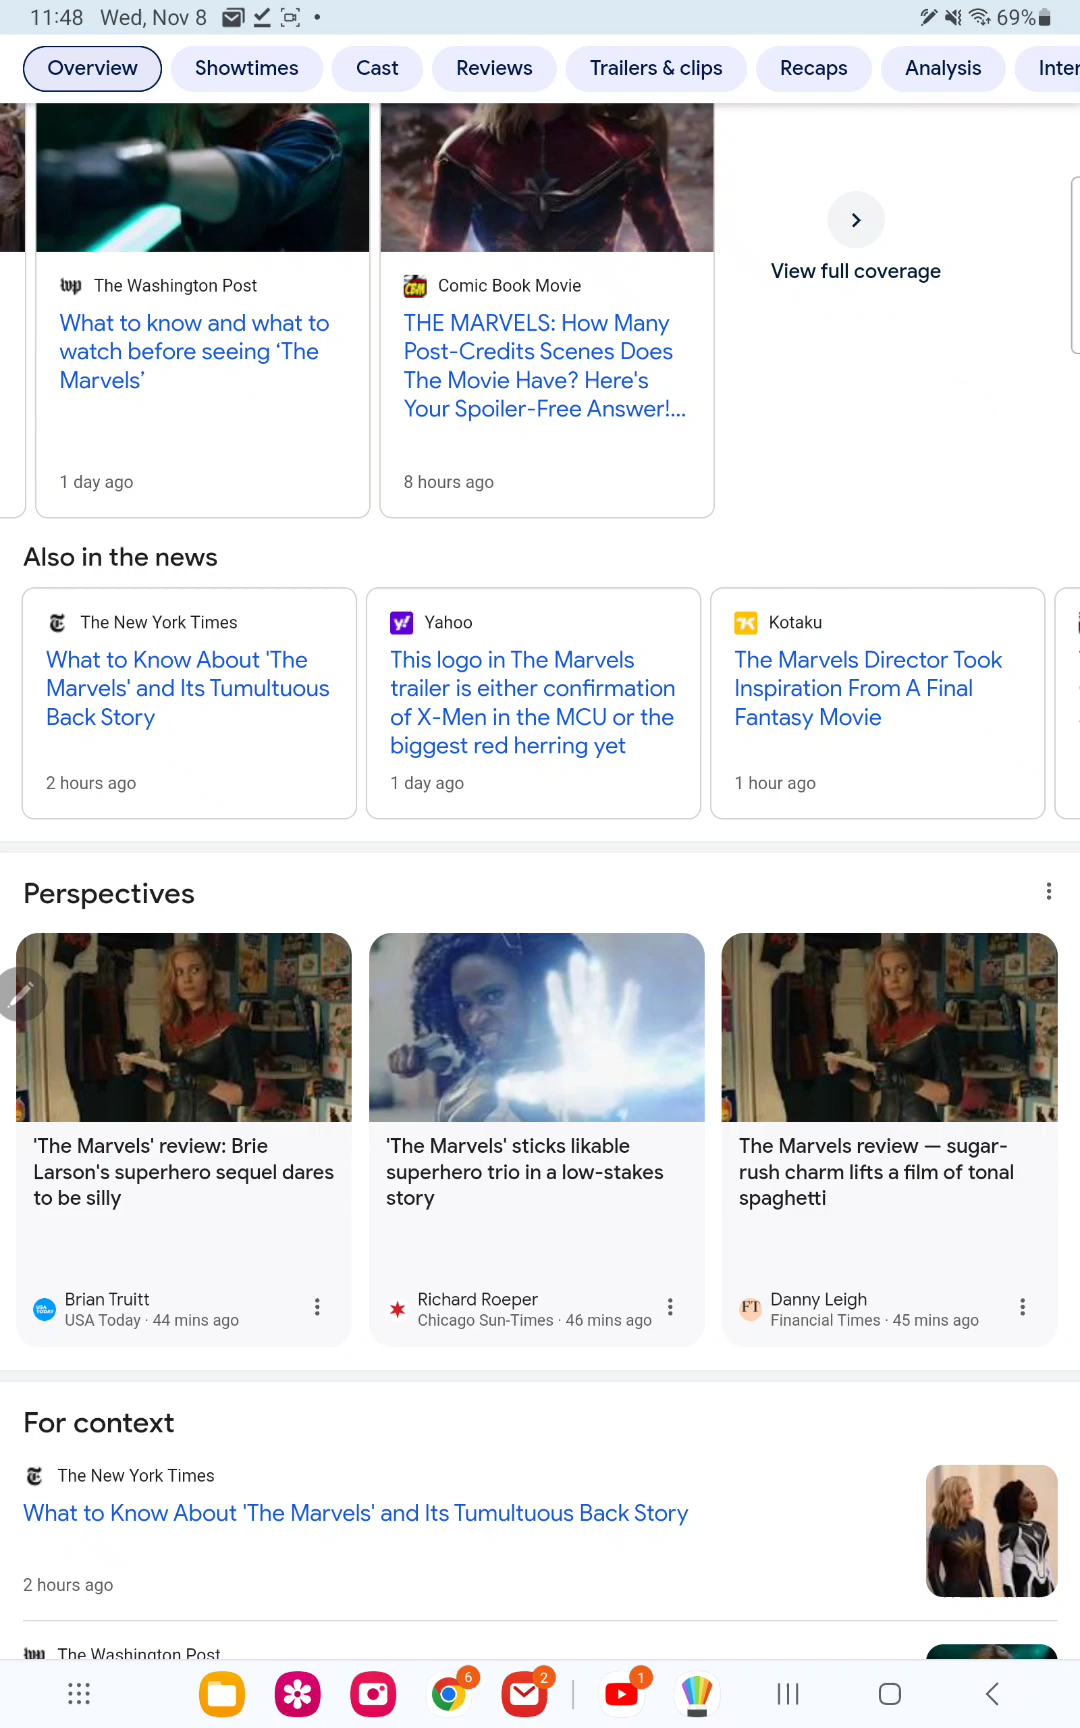 11:48 Wed, Nov 8
69%
Overview
Showtimes
Cast
Reviews
Trailers & clips
Recaps
Analysis
Inter
The Washington Post
What to know and what to
watch before seeing ‘The
Marvels’
1 day ago
Comic Book Movie
THE MARVELS: How Many
Post-Credits Scenes Does
The Movie Have? Here's
Your Spoiler-Free Answer!...
8 hours ago
View full coverage
Also in the news
The New York Times
What to Know About 'The
Marvels' and Its Tumultuous
Back Story
2 hours ago
Yahoo
This logo in The Marvels
trailer is either confirmation
of X-Men in the MCU or the
biggest red herring yet
1 day ago
Kotaku
The Marvels Director Took
Inspiration From A Final
Fantasy Movie
1 hour ago
Perspectives
'The Marvels' review: Brie
Larson's superhero sequel dares
to be silly
Brian Truitt
USA Today · 44 mins ago
'The Marvels' sticks likable
superhero trio in a low-stakes
story
Richard Roeper
Chicago Sun-Times · 46 mins ago
The Marvels review — sugar-
rush charm lifts a film of tonal
spaghetti
FT
Danny Leigh
Financial Times · 45 mins ago
For context
The New York Times
What to Know About 'The Marvels' and Its Tumultuous Back Story
2 hours ago
The Washington Post
6
2
1